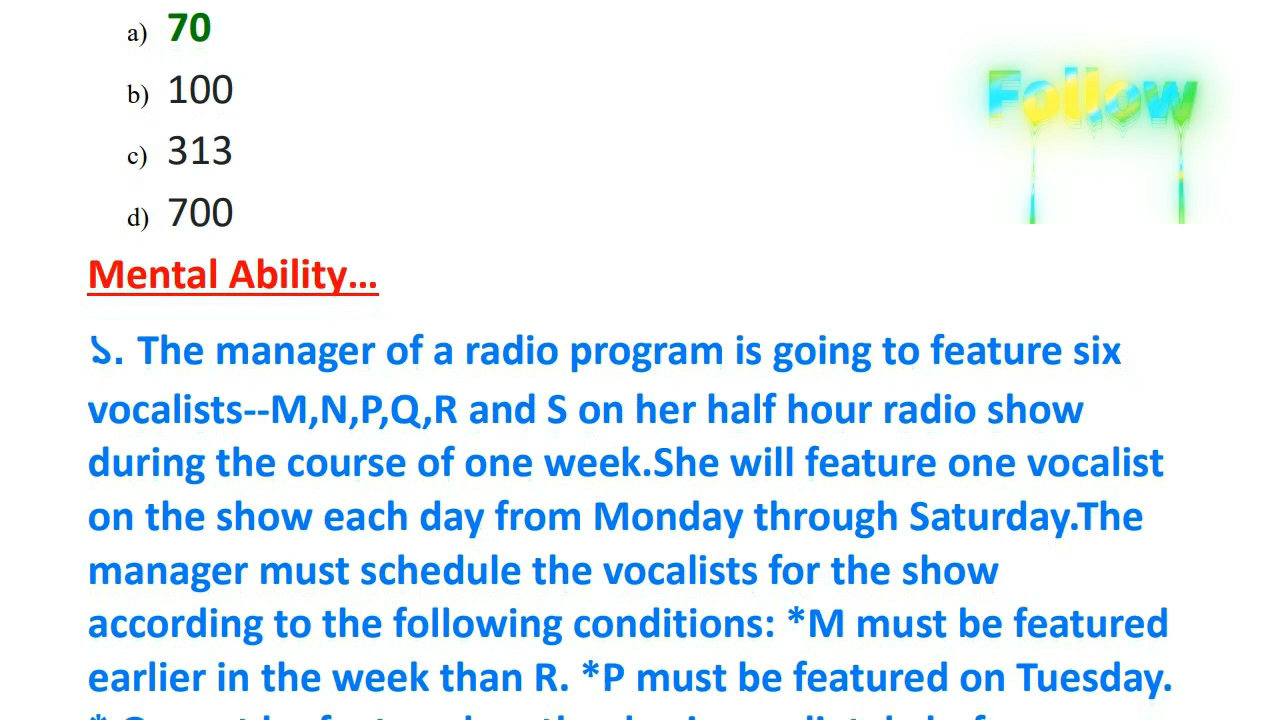 a) 70
b) 100
Follow
c) 313
d) 700
Mental Ability...
১. The manager of a radio program is going to feature six
vocalists--M,N,P,Q,R and S on her half hour radio show
during the course of one week.She will feature one vocalist
on the show each day from Monday through Saturday.The
manager must schedule the vocalists for the show
according to the following conditions: *M must be featured
earlier in the week than R. *P must be featured on Tuesday.